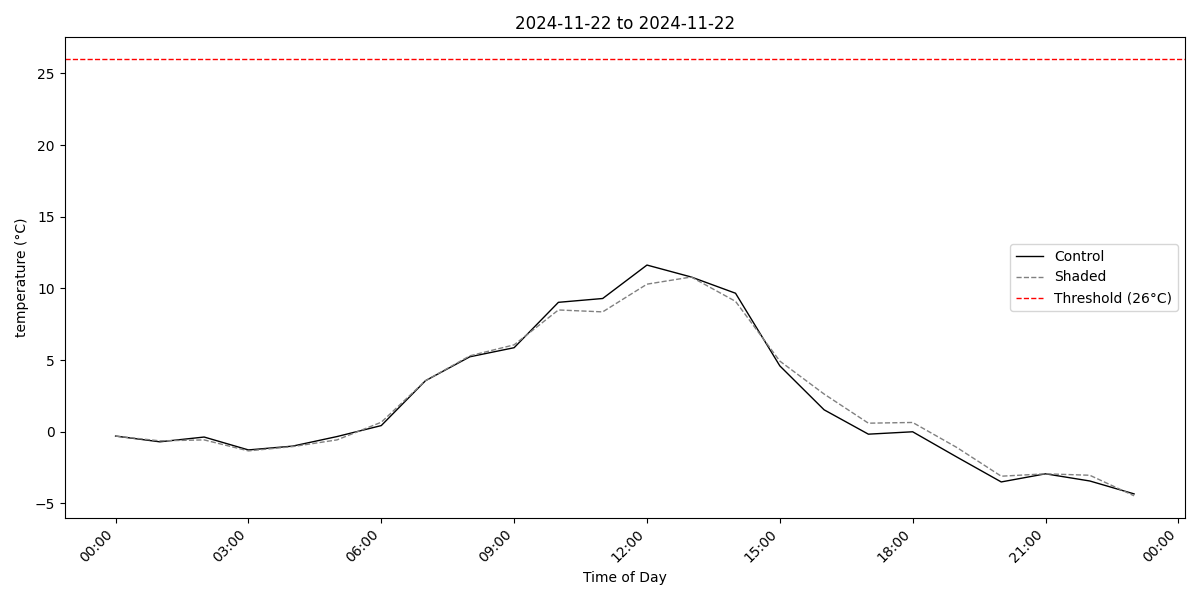 2024-11-22 to 2024-11-22
temperature (°C)
25
20
15
10
5
0
−5
Control
Shaded
Threshold (26°C)
00:00
03:00
06:00
09:00
12:00
15:00
18:00
21:00
00:00
Time of Day